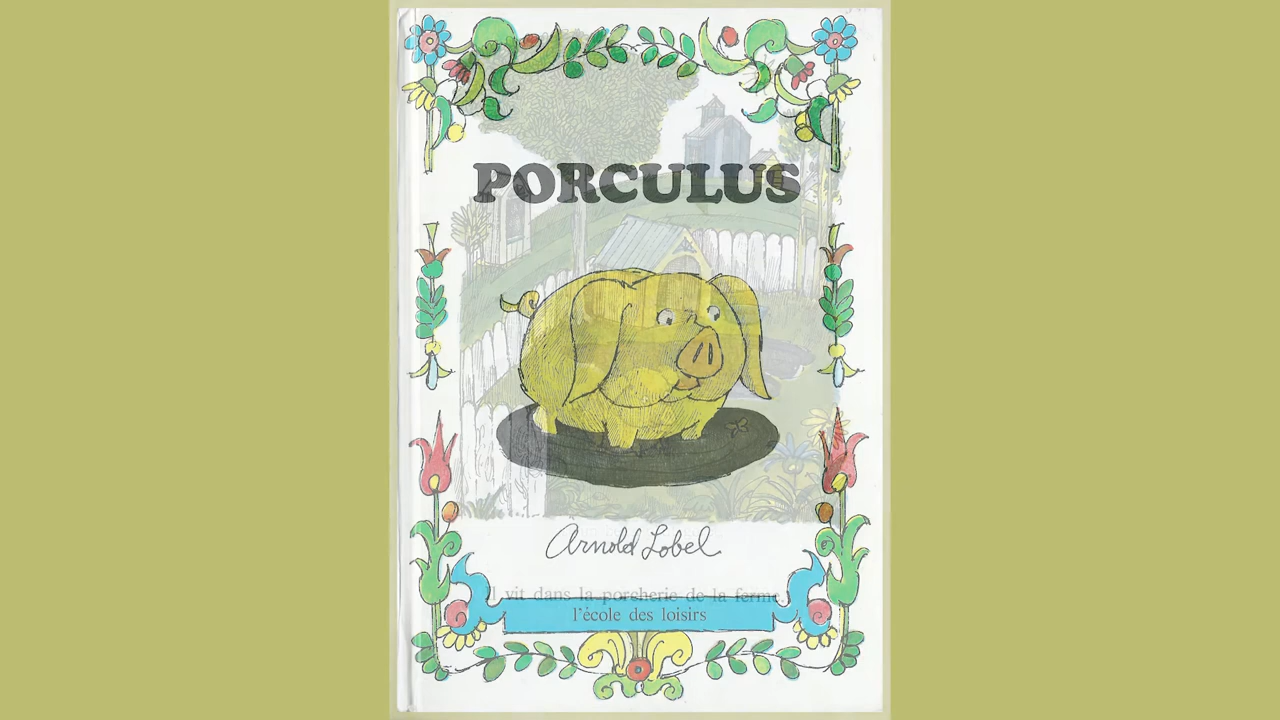 PORCULUS
Arnold Lobel
Il vit dans la porcherie de la ferme.
l'école des loisirs